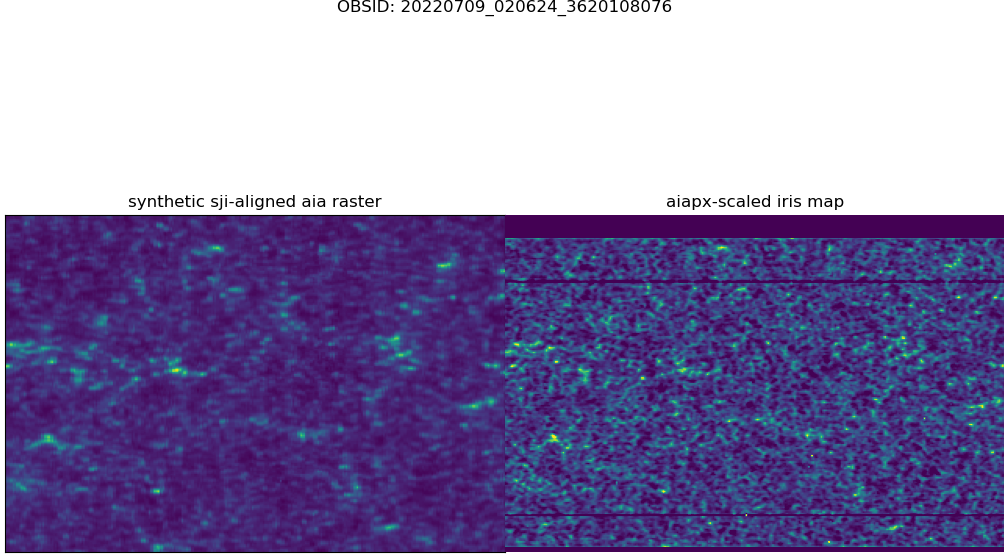 OBSID: 20220709_020624_3620108076
synthetic sji-aligned aia raster
aiapx-scaled iris map